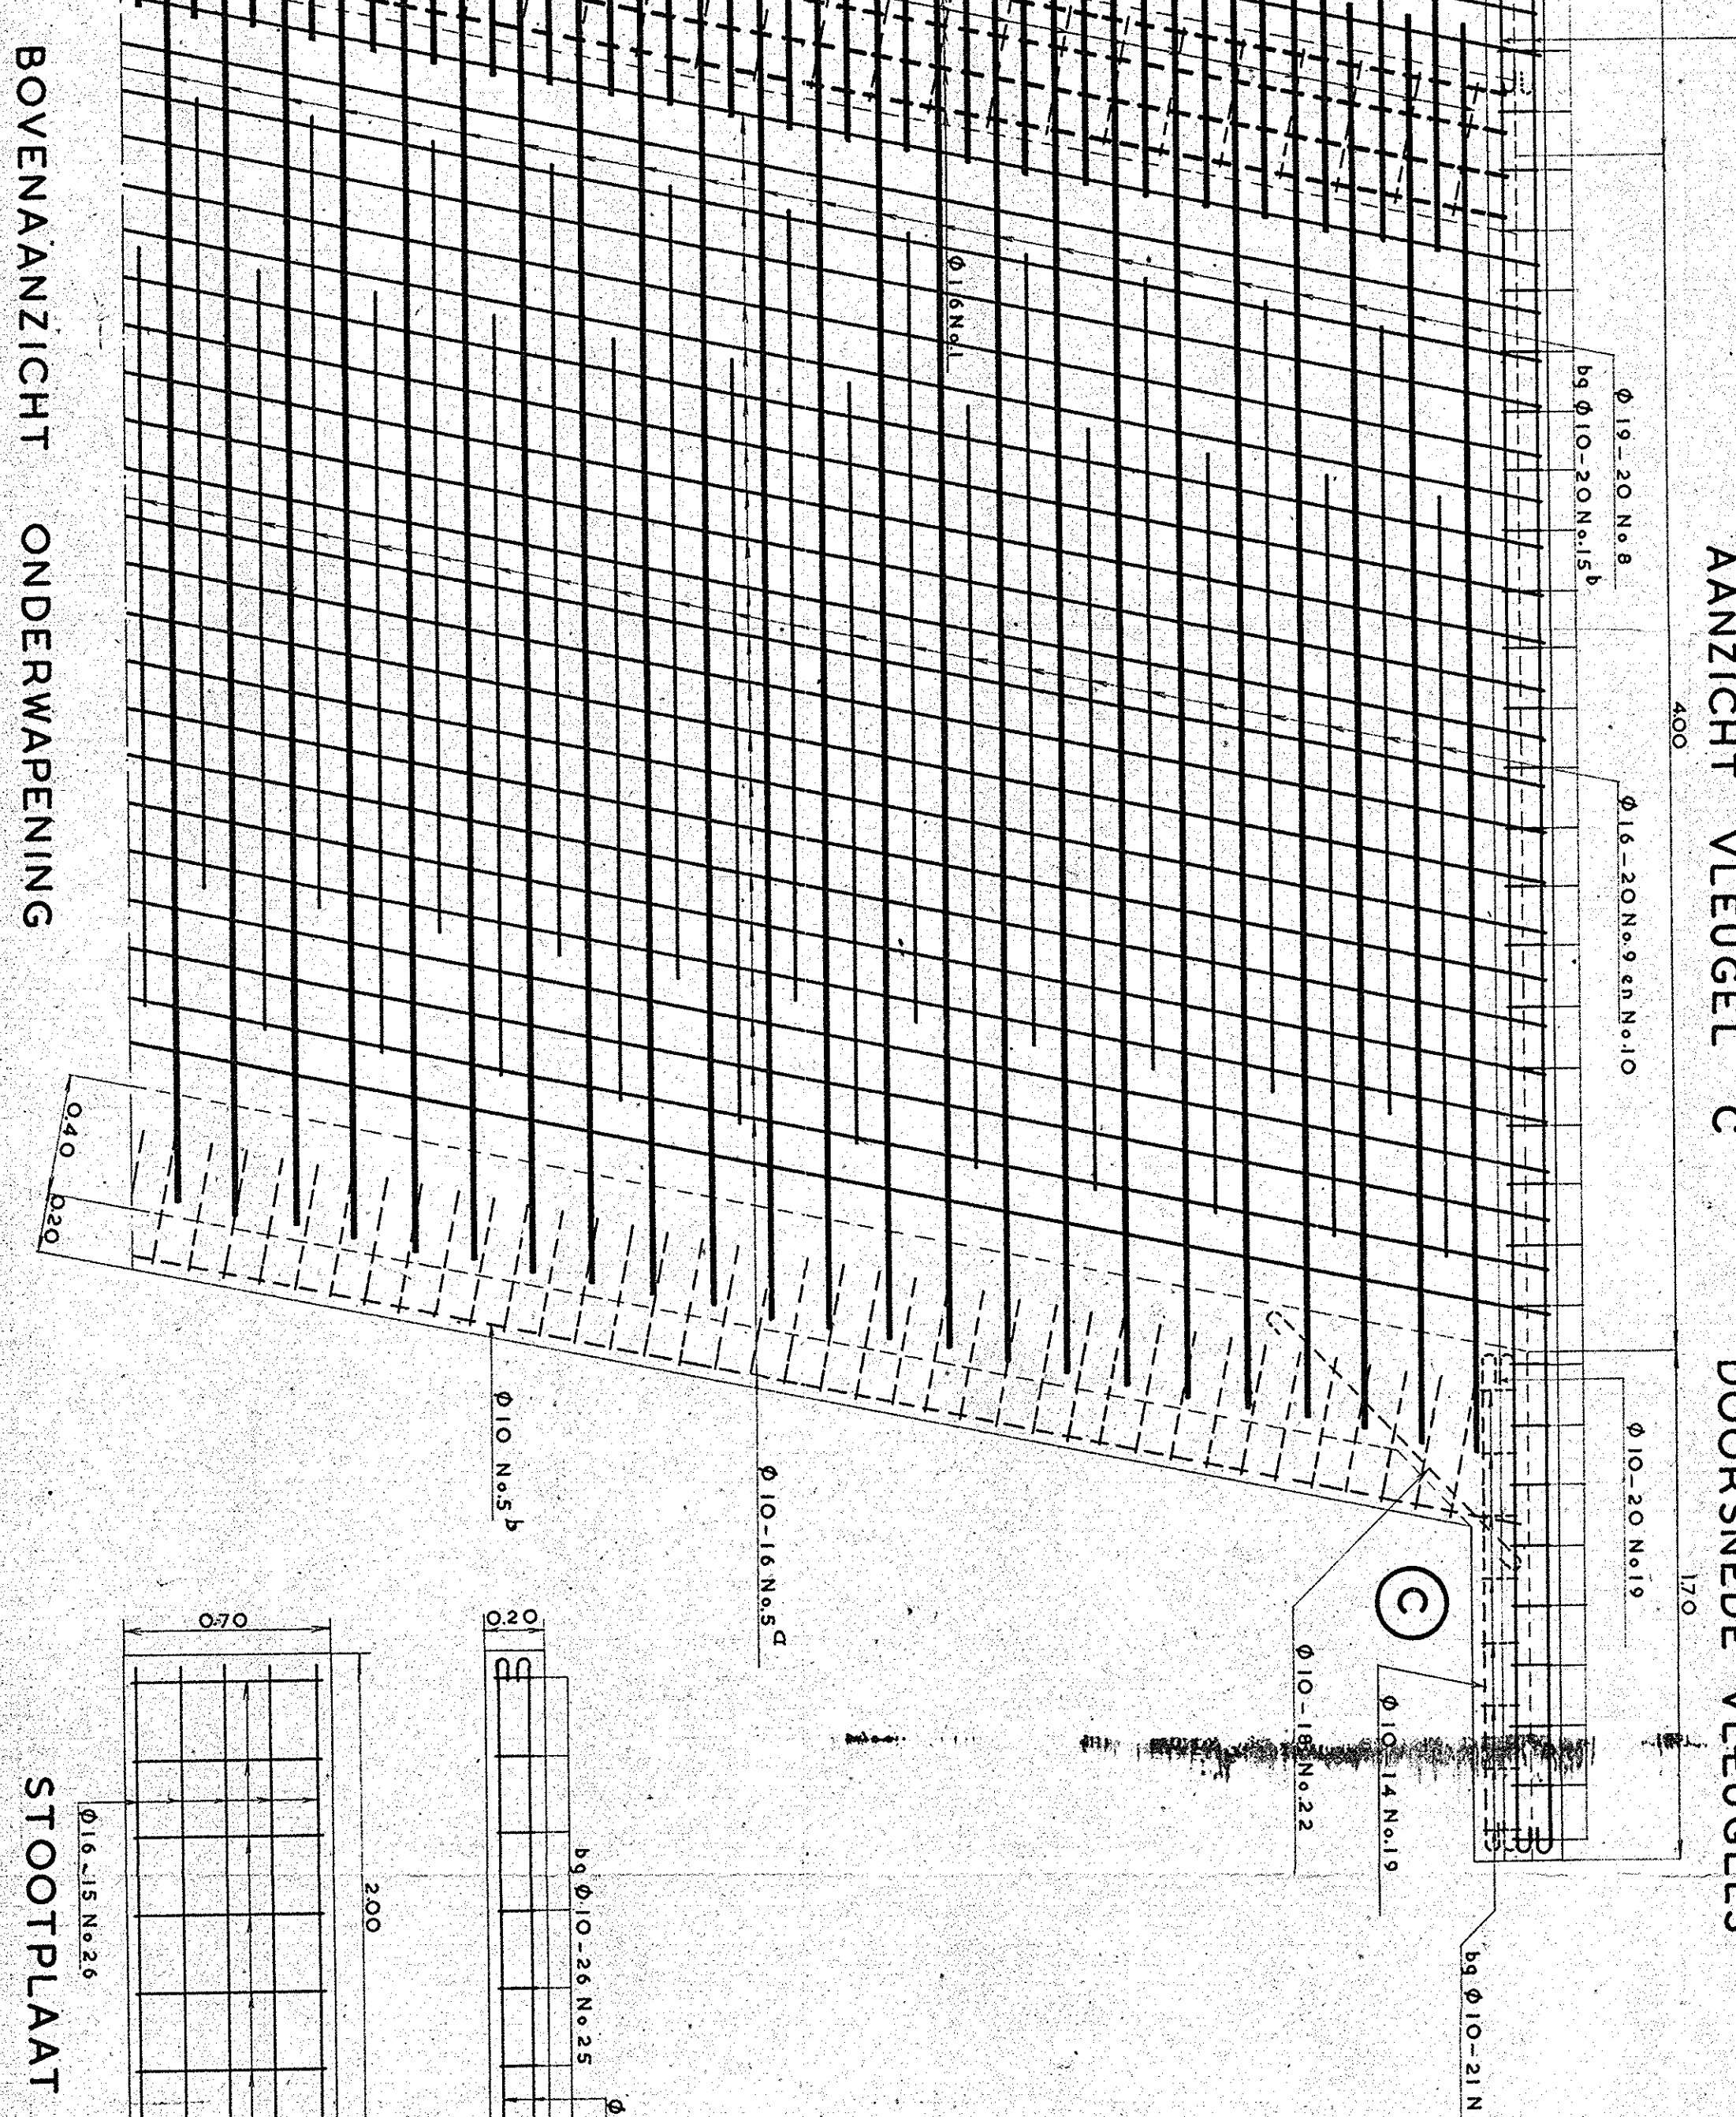 AANZICHT VLEUGEL C
DOORSNEDE VLEUGELS
4.00
1.70
Ø 19-20 No.8
bg Ø 10-20 No.15b
Ø 16-20 No.9 en No.10
Ø 10-20 No.19
Ø 16 No.1
C
Ø 10-14 No.19
Ø 10-18 No.22
bg Ø 10-21 N
Ø 10-16 No.5a
Ø 10 No.5b
0.40
0.20
0.20
bg Ø 10-26 No.25
Ø
0.70
2.00
Ø 16-15 No.26
BOVENAANZICHT ONDERWAPENING
STOOTPLAAT